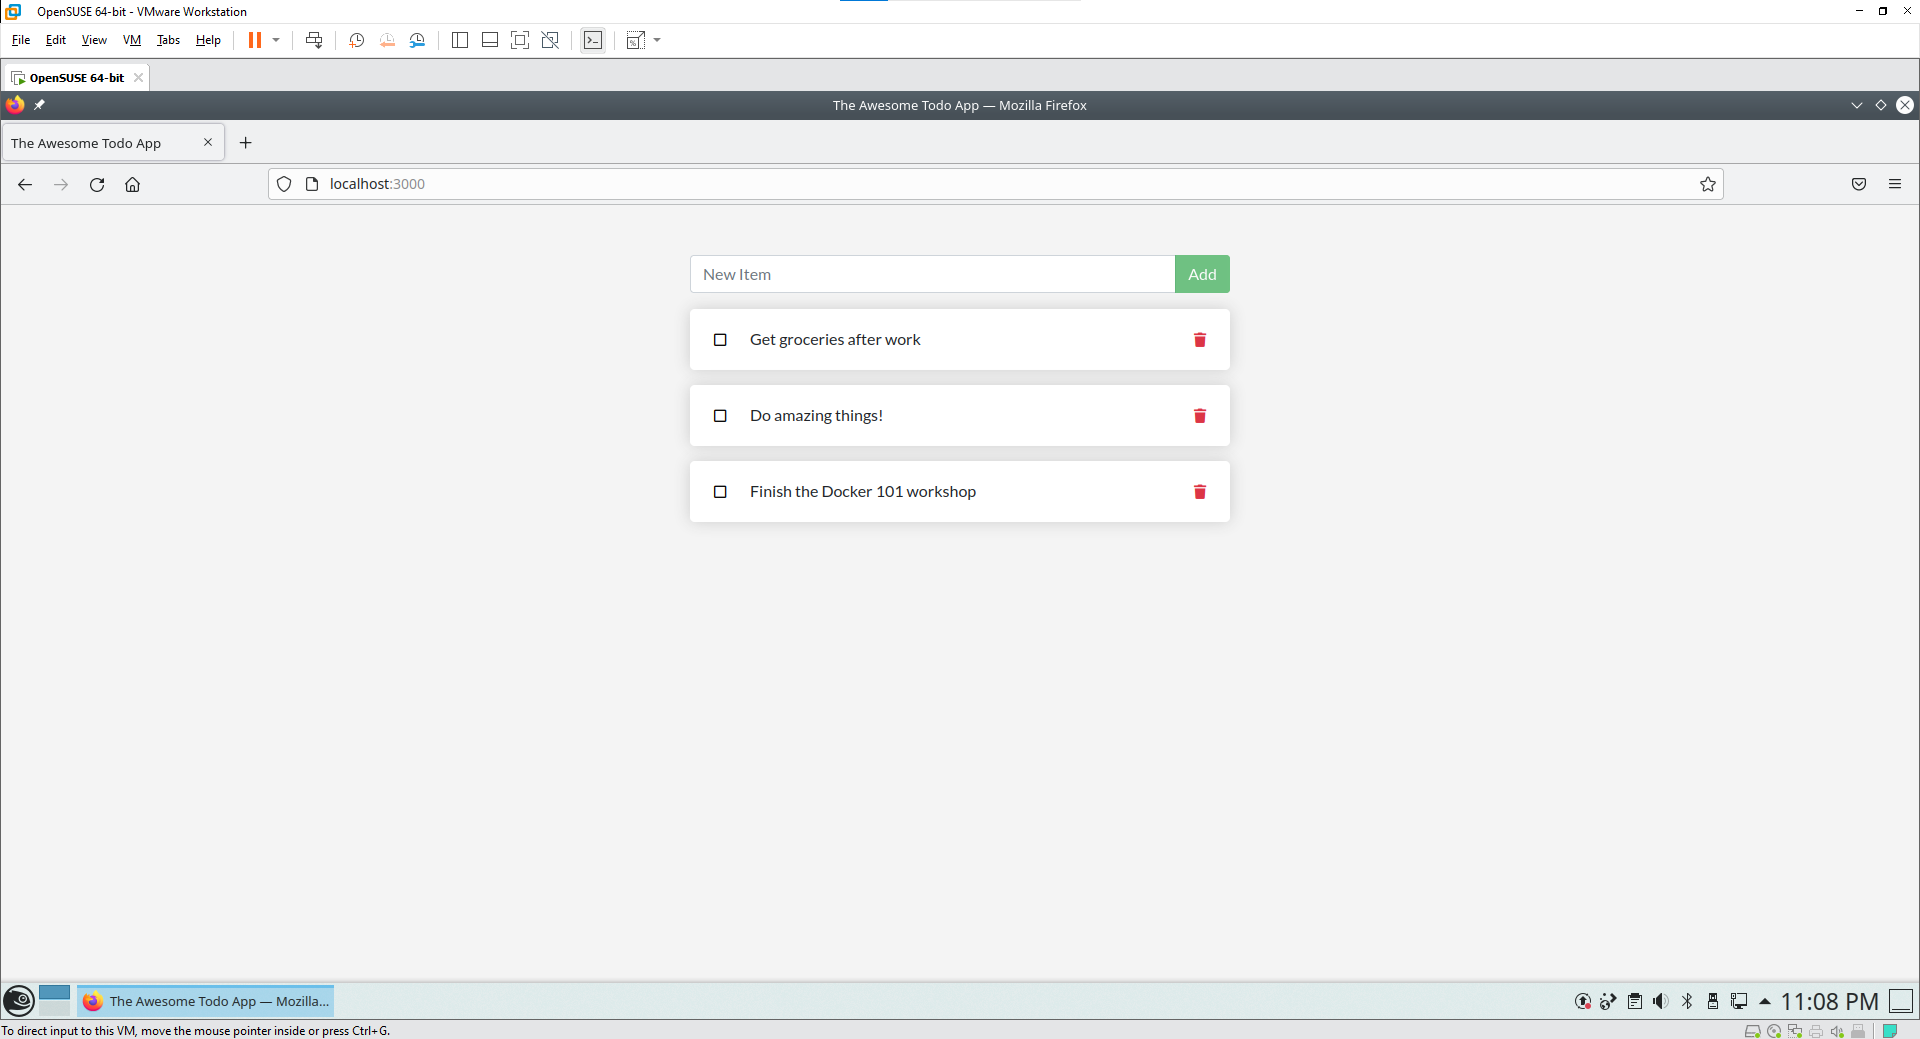 OpenSUSE 64-bit - VMware Workstation
File Edit View VM Tabs Help
OpenSUSE 64-bit
The Awesome Todo App — Mozilla Firefox
The Awesome Todo App
localhost:3000
New Item Add
Get groceries after work
Do amazing things!
Finish the Docker 101 workshop
The Awesome Todo App — Mozilla... 11:08 PM
To direct input to this VM, move the mouse pointer inside or press Ctrl+G.